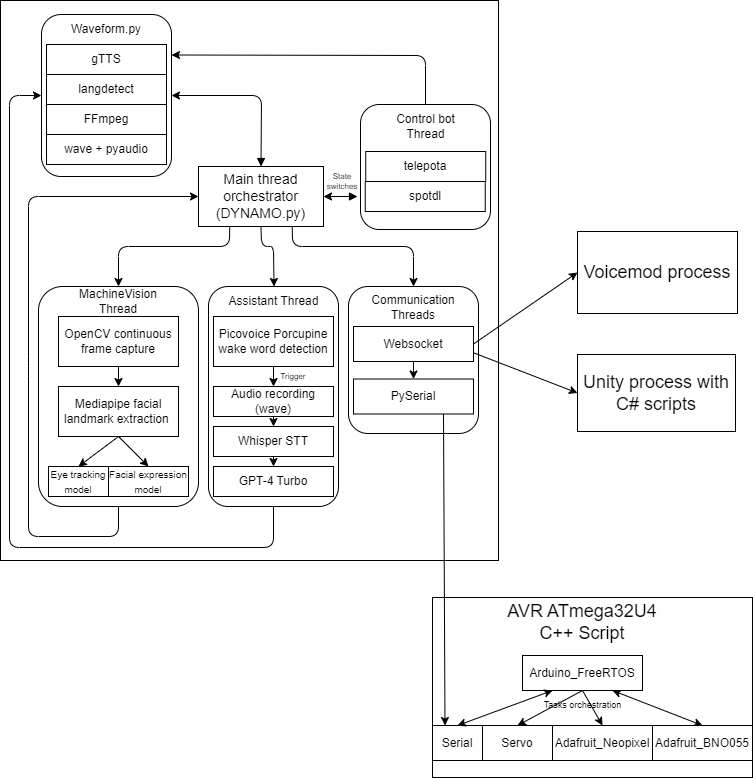 Waveform.py
gTTS
langdetect
FFmpeg
wave + pyaudio
Control bot
Thread
telepota
spotdl
State
switches
Main thread
orchestrator
(DYNAMO.py)
MachineVision
Thread
OpenCV continuous
frame capture
Mediapipe facial
landmark extraction
Eye tracking
model
Facial expression
model
Assistant Thread
Picovoice Porcupine
wake word detection
Trigger
Audio recording
(wave)
Whisper STT
GPT-4 Turbo
Communication
Threads
Websocket
PySerial
Voicemod process
Unity process with
C# scripts
AVR ATmega32U4
C++ Script
Arduino_FreeRTOS
Tasks orchestration
Serial
Servo
Adafruit_Neopixel
Adafruit_BNO055